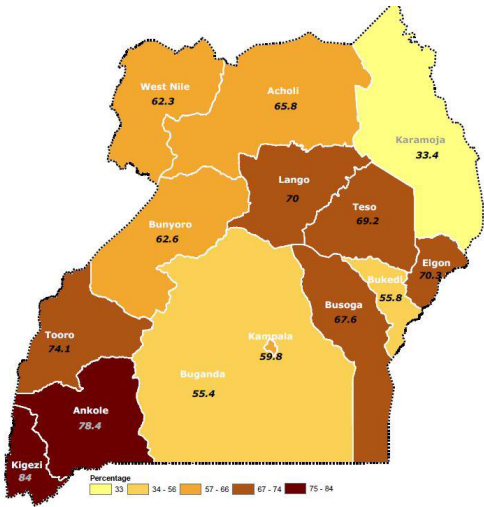 West Nile
62.3
Acholi
65.8
Karamoja
33.4
Lango
70
Teso
69.2
Bunyoro
62.6
Elgon
70.3
Bukedi
55.8
Busoga
67.6
Tooro
74.1
Kampala
59.8
Buganda
55.4
Ankole
78.4
Kigezi
84
Percentage
33 34 - 56 57 - 66 67 - 74 75 - 84